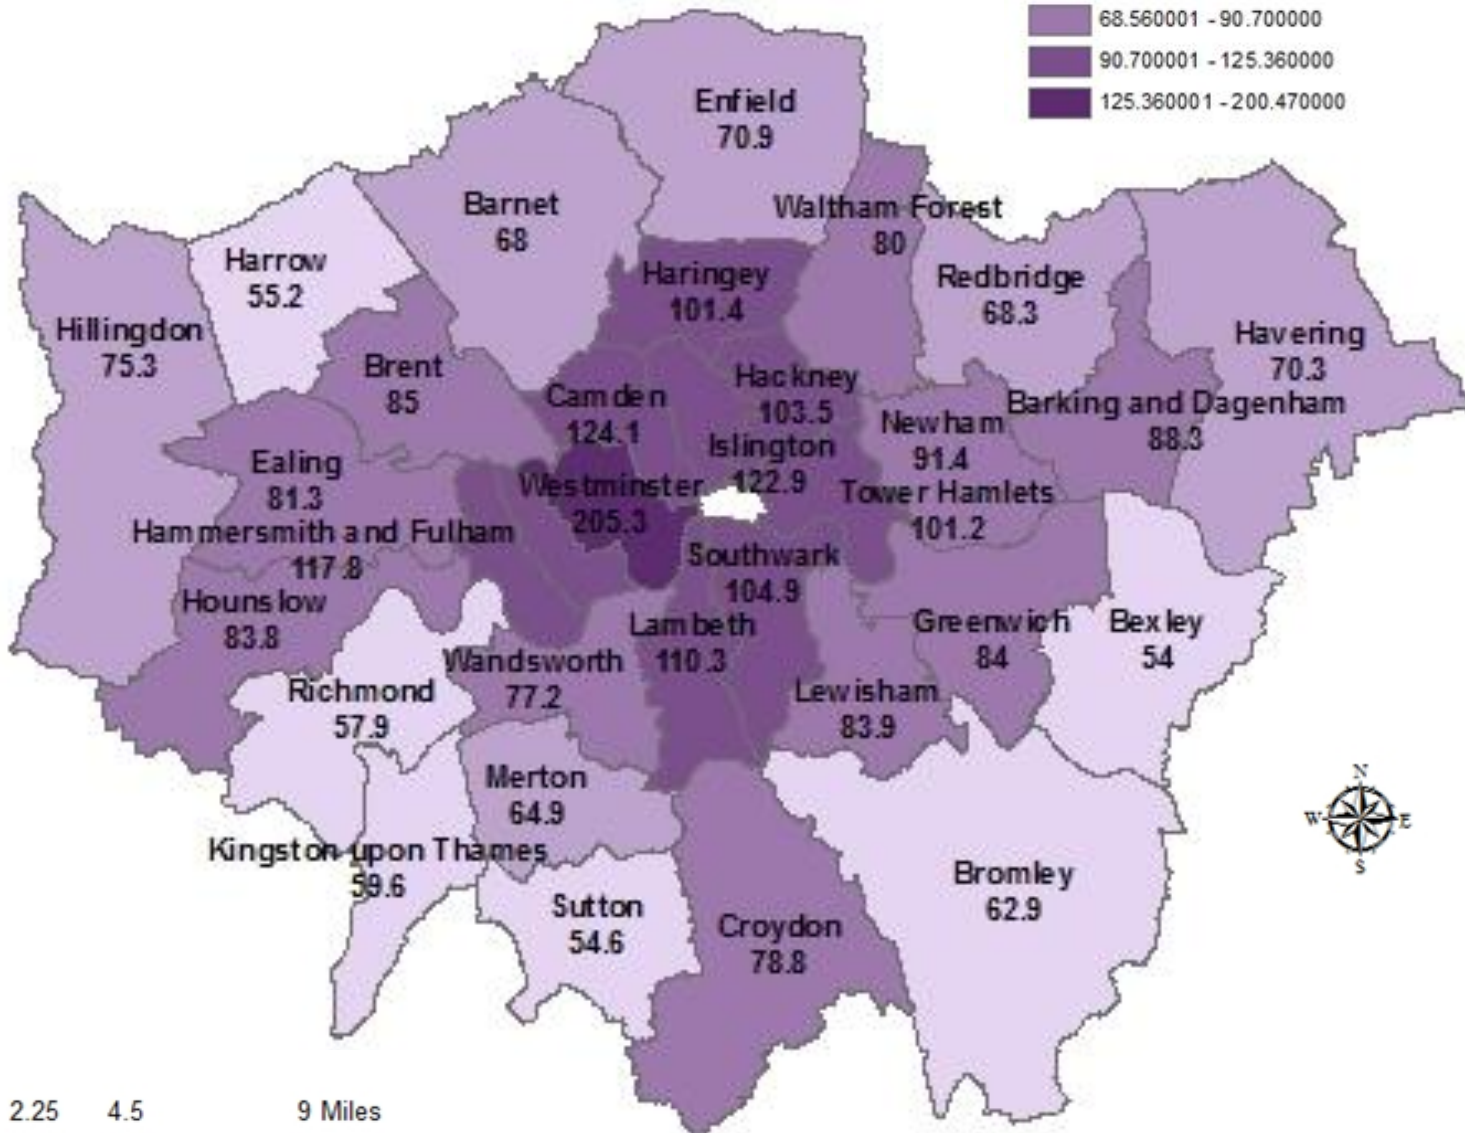 68.560001 - 90.700000
90.700001 - 125.360000
125.360001 - 200.470000
Enfield
70.9
Barnet
68
Waltham Forest
80
Harrow
55.2
Haringey
101.4
Redbridge
68.3
Hillingdon
75.3
Havering
70.3
Brent
85
Camden
124.1
Hackney
103.5
Barking and Dagenham
88.3
Newham
91.4
Islington
122.9
Ealing
81.3
Westminster
205.3
Tower Hamlets
101.2
Hammersmith and Fulham
117.8
Southwark
104.9
Hounslow
83.8
Lambeth
110.3
Greenwich
84
Bexley
54
Wandsworth
77.2
Richmond
57.9
Lewisham
83.9
Merton
64.9
N
W E
S
Kingston upon Thames
59.6
Bromley
62.9
Sutton
54.6
Croydon
78.8
2.25 4.5 9 Miles